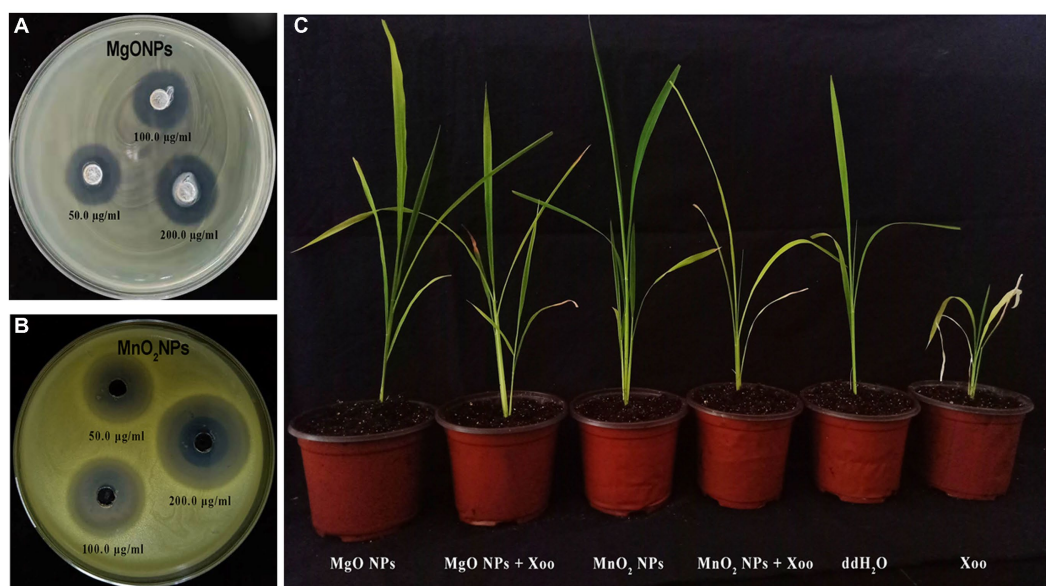 A
MgONPs
100.0 µg/ml
50.0 µg/ml
200.0 µg/ml
B
MnO₂NPs
50.0 µg/ml
200.0 µg/ml
100.0 µg/ml
C
MgO NPs
MgO NPs + Xoo
MnO₂ NPs
MnO₂ NPs + Xoo
ddH₂O
Xoo